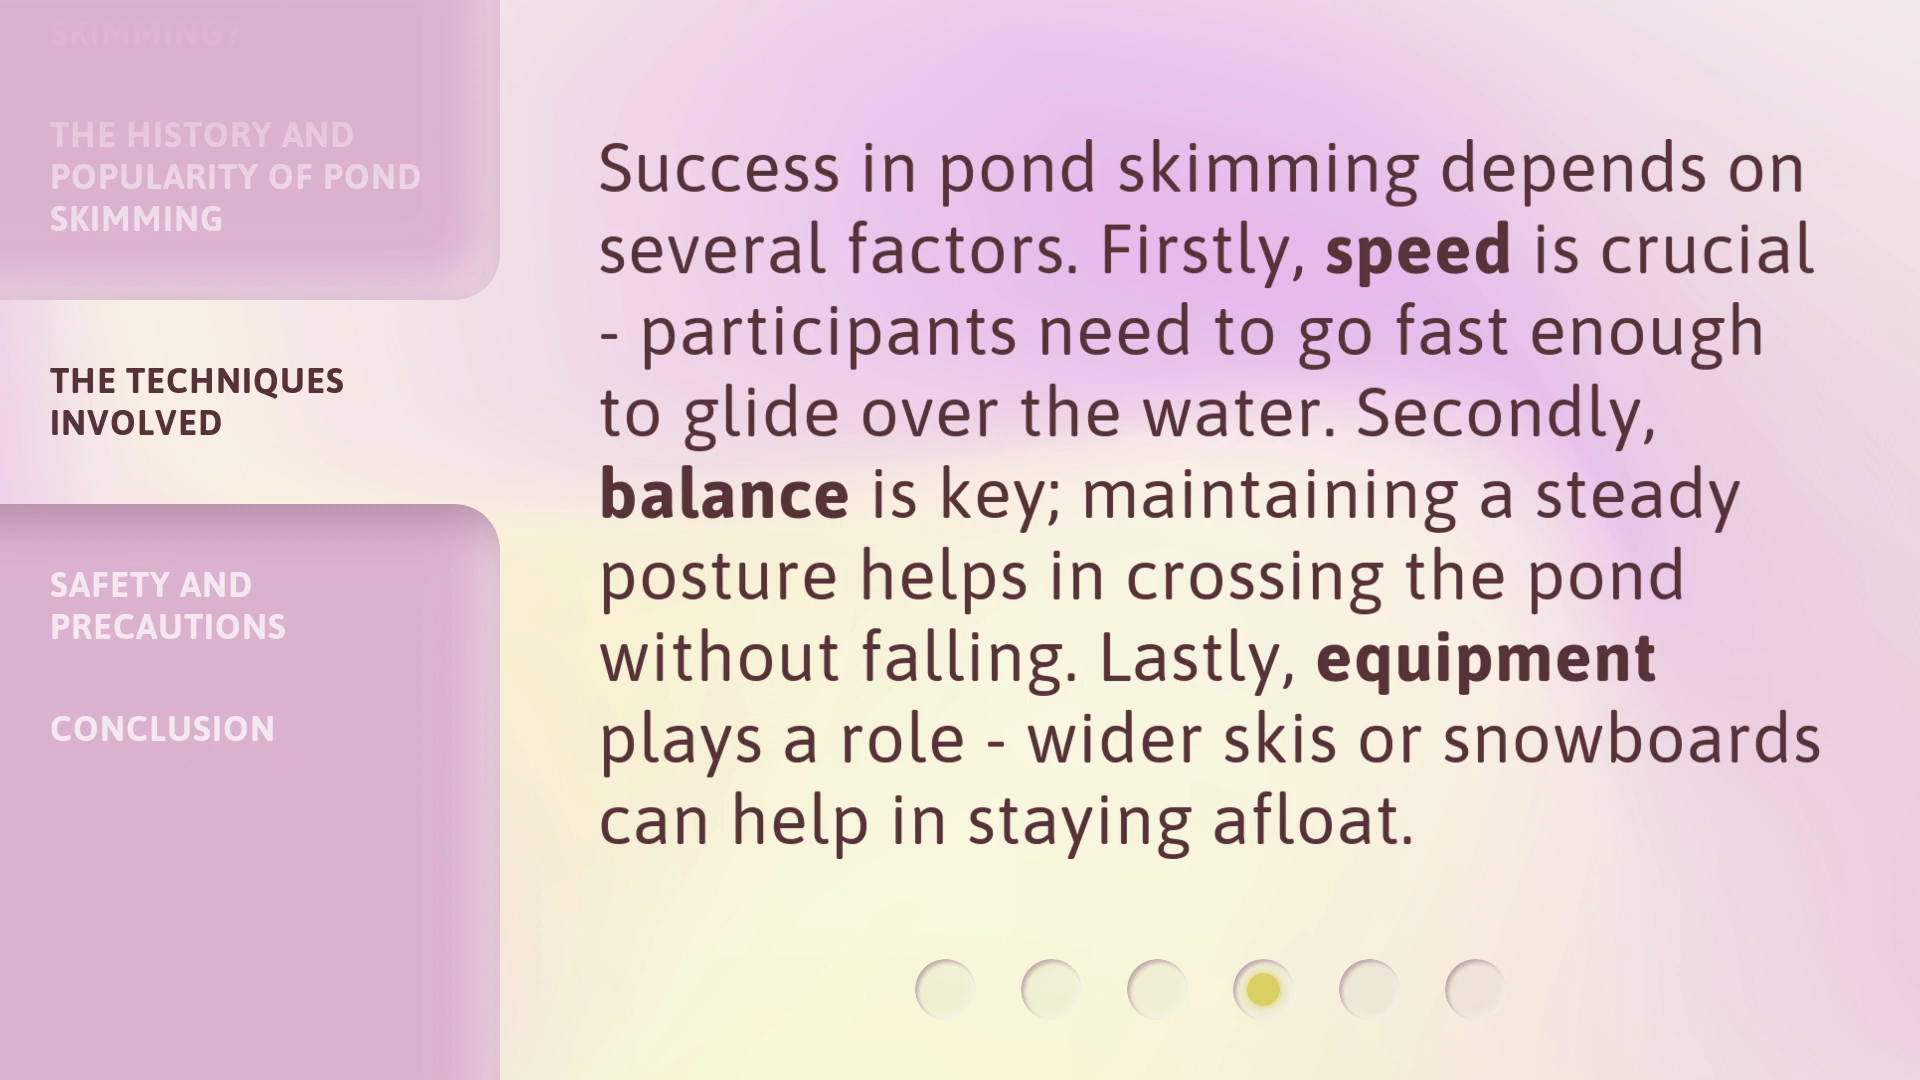 SKIMMING?
THE HISTORY AND
POPULARITY OF POND
SKIMMING
THE TECHNIQUES
INVOLVED
SAFETY AND
PRECAUTIONS
CONCLUSION
Success in pond skimming depends on
several factors. Firstly, speed is crucial
- participants need to go fast enough
to glide over the water. Secondly,
balance is key; maintaining a steady
posture helps in crossing the pond
without falling. Lastly, equipment
plays a role - wider skis or snowboards
can help in staying afloat.